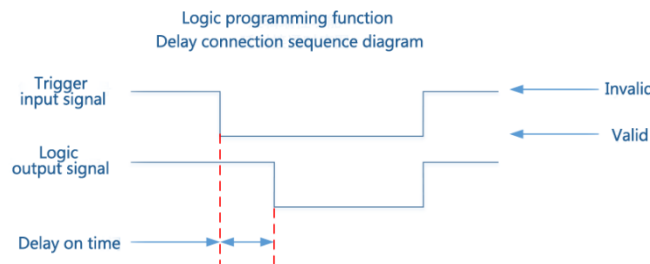 Logic programming function
Delay connection sequence diagram
Trigger
input signal
Invalid
Valid
Logic
output signal
Delay on time